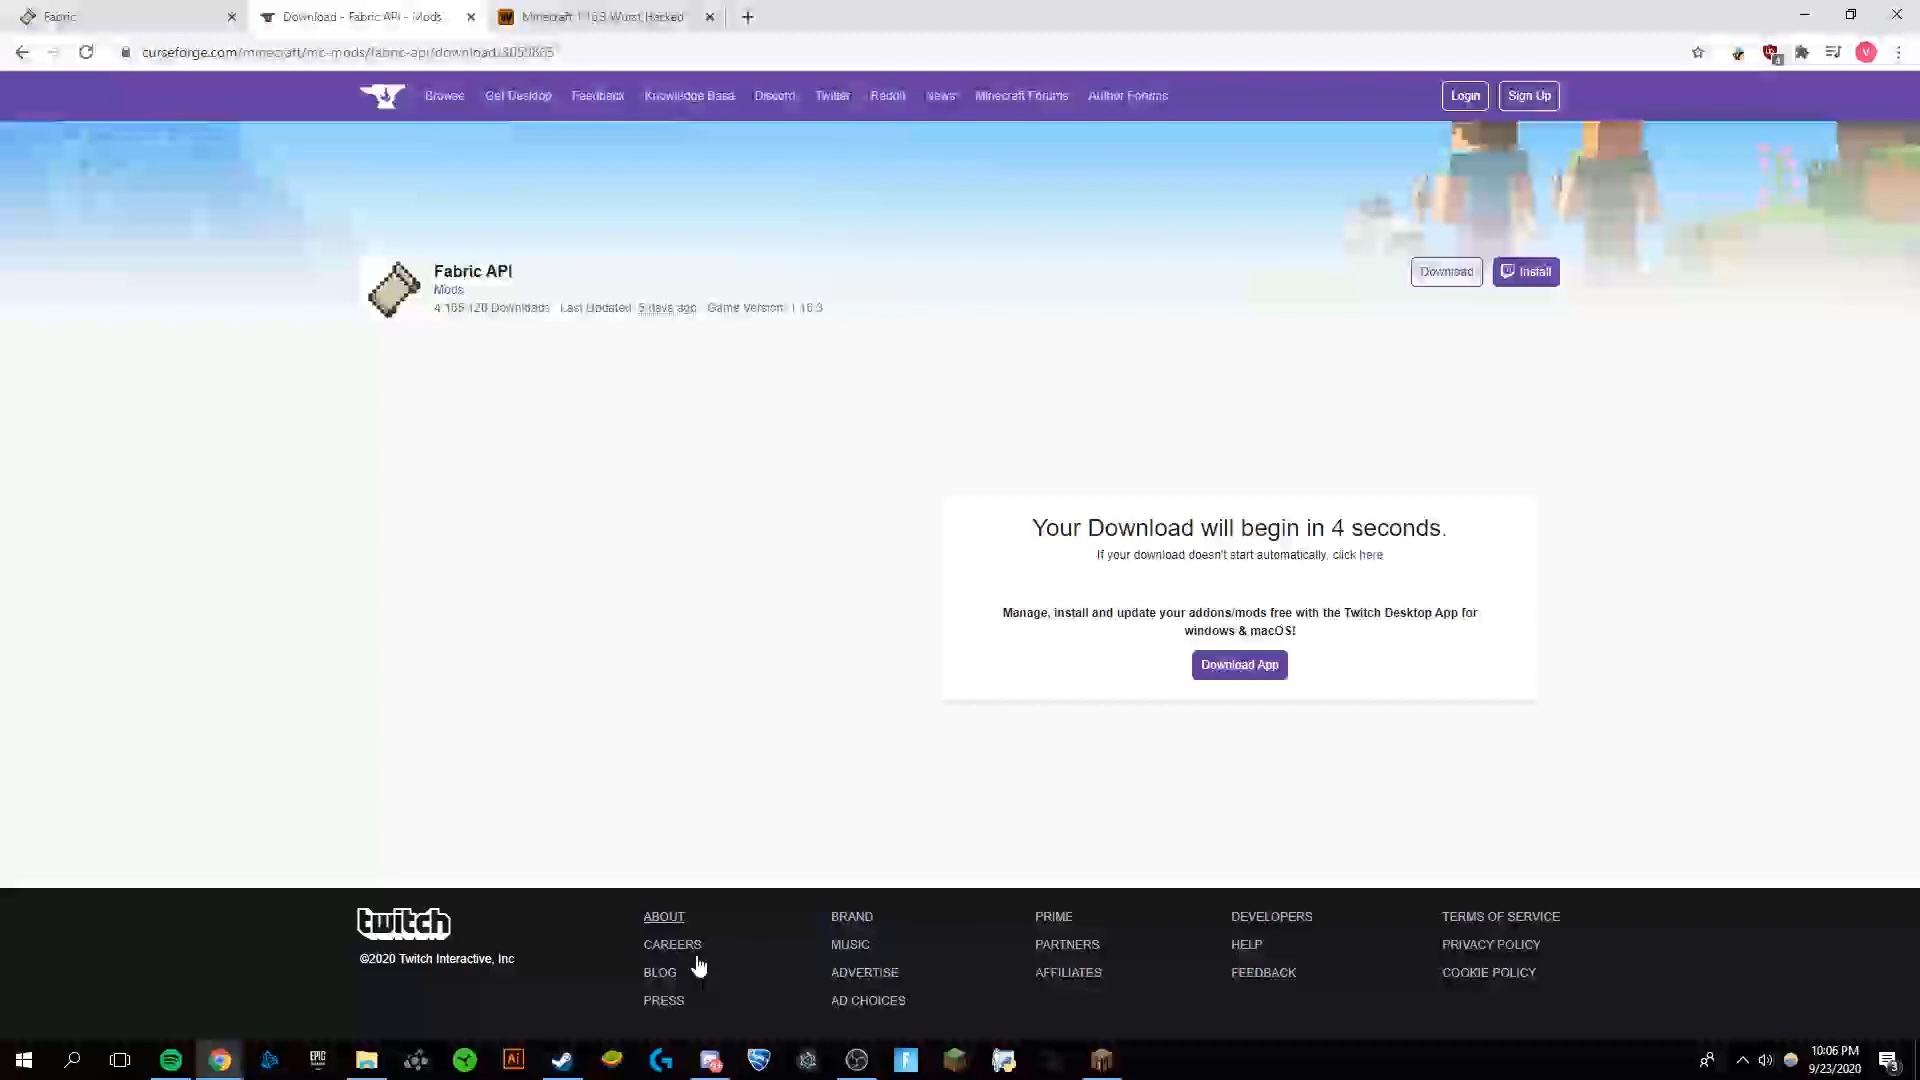 Fabric
Download - Fabric API - Mods
Minecraft 1.16.3 Wurst Hacked
curseforge.com/minecraft/mc-mods/fabric-api/download/3059865
V
Browse Get Desktop Feedback Knowledge Base Discord Twitter Reddit News Minecraft Forums Author Forums
Login Sign Up
Fabric API
Download Install
Mods
Downloads Last Updated 5 days ago Game Version: 1.16.3
Your Download will begin in 4 seconds.
If your download doesn't start automatically, click here
Manage, install and update your addons/mods free with the Twitch Desktop App for
windows & macOS!
Download App
twitch
©2020 Twitch Interactive, Inc
ABOUT
CAREERS
BLOG
PRESS
BRAND
MUSIC
ADVERTISE
AD CHOICES
PRIME
PARTNERS
AFFILIATES
DEVELOPERS
HELP
FEEDBACK
TERMS OF SERVICE
PRIVACY POLICY
COOKIE POLICY
EPIC
Ai
10:06 PM
9/23/2020
3